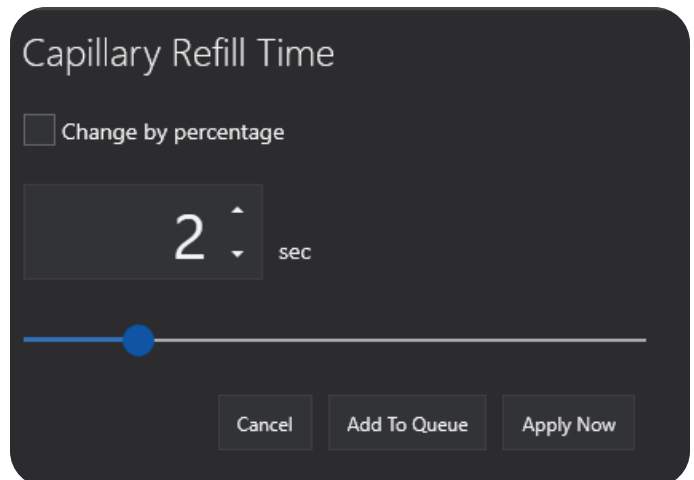 Capillary Refill Time
Change by percentage
2 sec
Cancel Add To Queue Apply Now